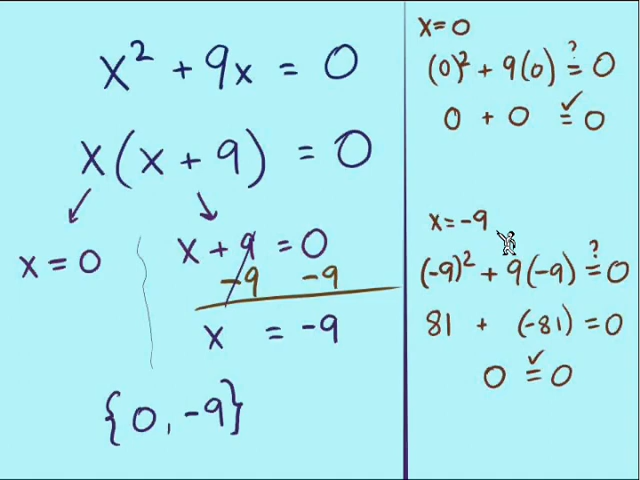 x² + 9x = 0
x(x + 9) = 0
x = 0
x + 9 = 0
-9 -9
x = -9
{0, -9}
x = 0
(0)² + 9(0) ≟ 0
0 + 0 =✓ 0
x = -9
(-9)² + 9(-9) ≟ 0
81 + (-81) = 0
0 =✓ 0